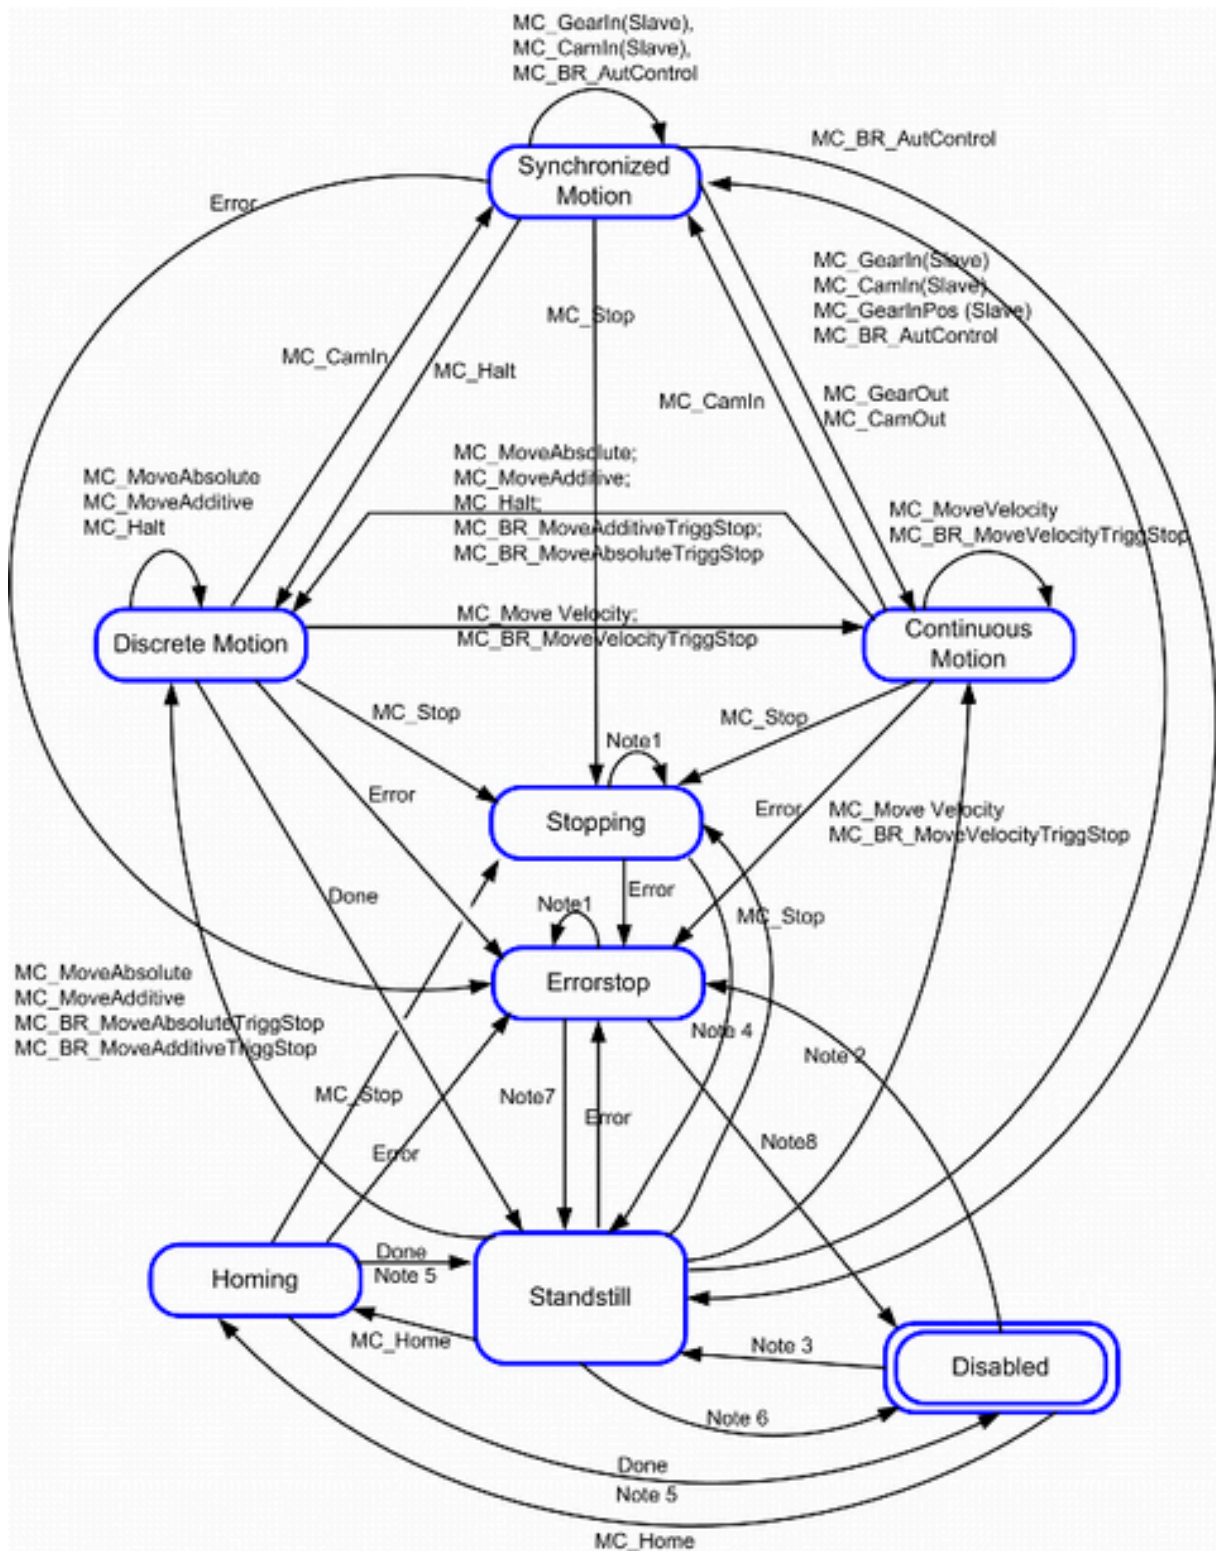 MC_GearIn(Slave),
MC_CamIn(Slave),
MC_BR_AutControl
MC_BR_AutControl
Synchronized
Motion
Error
MC_GearIn(Slave)
MC_CamIn(Slave)
MC_GearInPos (Slave)
MC_BR_AutControl
MC_Stop
MC_CamIn
MC_Halt
MC_CamIn
MC_GearOut
MC_CamOut
MC_MoveAbsolute;
MC_MoveAdditive;
MC_Halt;
MC_BR_MoveAdditiveTriggStop;
MC_BR_MoveAbsoluteTriggStop
MC_MoveAbsolute
MC_MoveAdditive
MC_Halt
MC_MoveVelocity
MC_BR_MoveVelocityTriggStop
Discrete Motion
MC_Move Velocity;
MC_BR_MoveVelocityTriggStop
Continuous
Motion
MC_Stop
MC_Stop
Note1
Error
Stopping
Error
MC_Move Velocity
MC_BR_MoveVelocityTriggStop
Done
Error
Note1
MC_Stop
Errorstop
MC_MoveAbsolute
MC_MoveAdditive
MC_BR_MoveAbsoluteTriggStop
MC_BR_MoveAdditiveTriggStop
Note 4
Note 2
MC_Stop
Note7
Error
Error
Note8
Homing
Done
Note 5
Standstill
MC_Home
Note 3
Disabled
Note 6
Done
Note 5
MC_Home